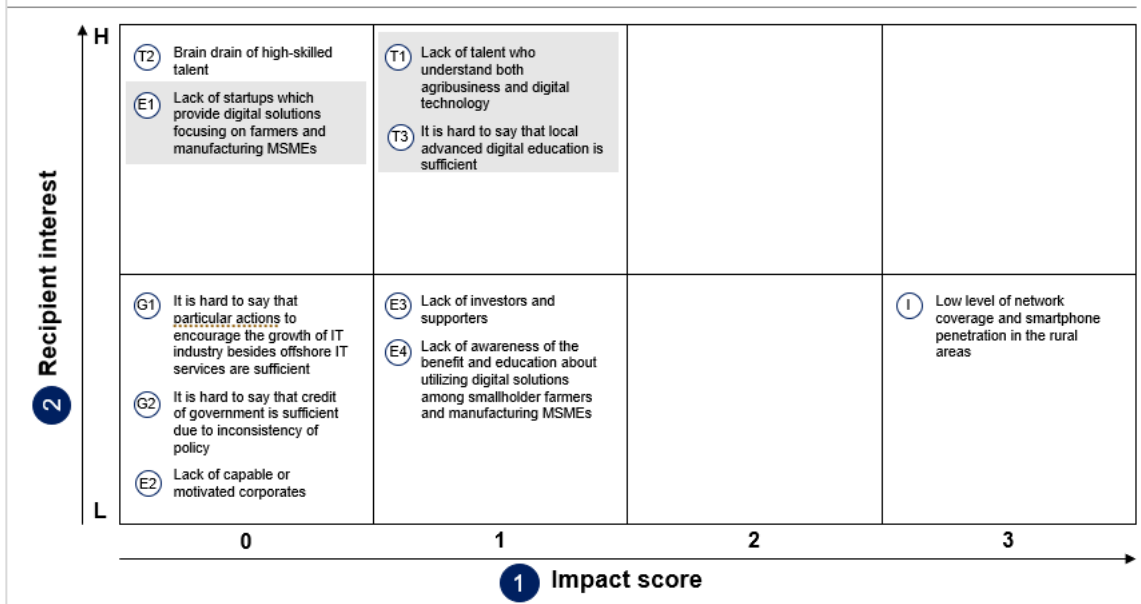 H
T2
Brain drain of high-skilled
talent
E1
Lack of startups which
provide digital solutions
focusing on farmers and
manufacturing MSMEs
T1
Lack of talent who
understand both
agribusiness and digital
technology
T3
It is hard to say that local
advanced digital education is
sufficient
2 Recipient interest
G1
It is hard to say that
particular actions to
encourage the growth of IT
industry besides offshore IT
services are sufficient
G2
It is hard to say that credit
of government is sufficient
due to inconsistency of
policy
E2
Lack of capable or
motivated corporates
E3
Lack of investors and
supporters
E4
Lack of awareness of the
benefit and education about
utilizing digital solutions
among smallholder farmers
and manufacturing MSMEs
I
Low level of network
coverage and smartphone
penetration in the rural
areas
L
0 1 2 3
1 Impact score